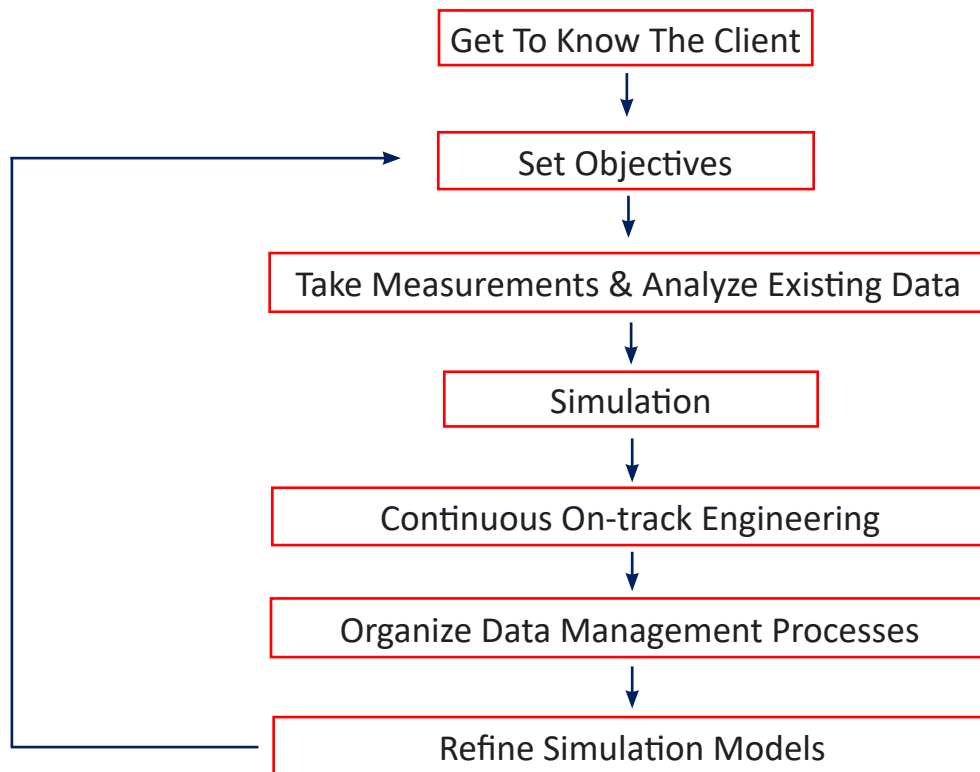 Get To Know The Client
Set Objectives
Take Measurements & Analyze Existing Data
Simulation
Continuous On-track Engineering
Organize Data Management Processes
Refine Simulation Models